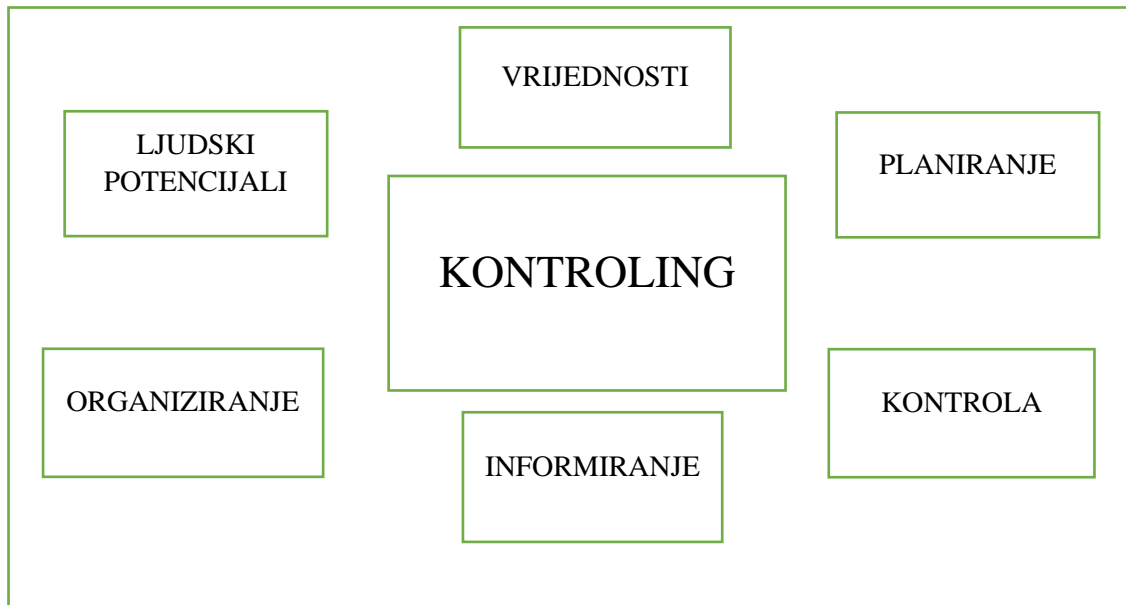 VRIJEDNOSTI
LJUDSKI
POTENCIJALI
PLANIRANJE
KONTROLING
ORGANIZIRANJE
KONTROLA
INFORMIRANJE